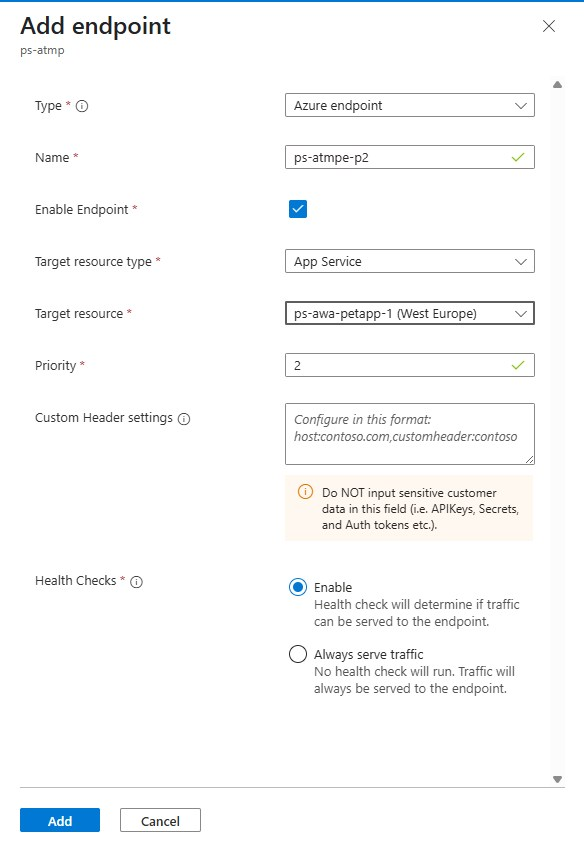 Add endpoint
ps-atmp
Type *
Azure endpoint
Name *
ps-atmpe-p2
Enable Endpoint *
Target resource type *
App Service
Target resource *
ps-awa-petapp-1 (West Europe)
Priority *
2
Custom Header settings
Configure in this format:
host:contoso.com,customheader:contoso
Do NOT input sensitive customer
data in this field (i.e. APIKeys, Secrets,
and Auth tokens etc.).
Health Checks *
Enable
Health check will determine if traffic
can be served to the endpoint.
Always serve traffic
No health check will run. Traffic will
always be served to the endpoint.
Add
Cancel